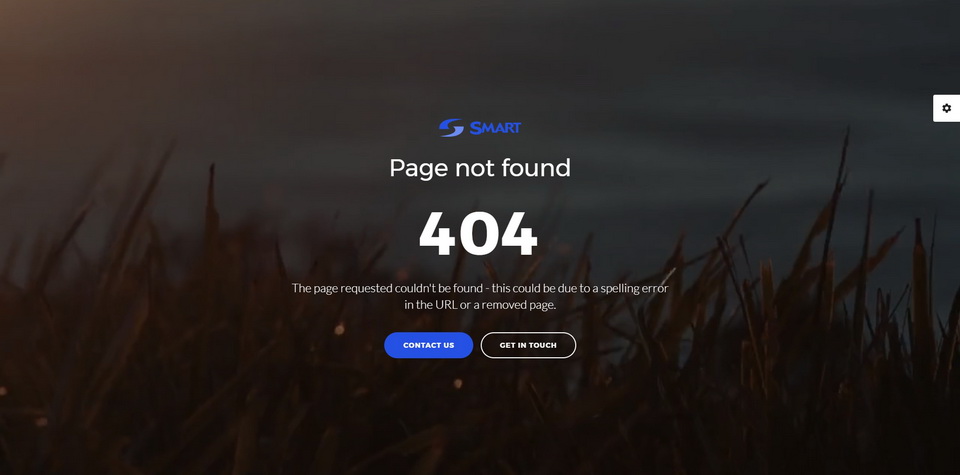 SMART
Page not found
404
The page requested couldn't be found - this could be due to a spelling error
in the URL or a removed page.
CONTACT US
GET IN TOUCH